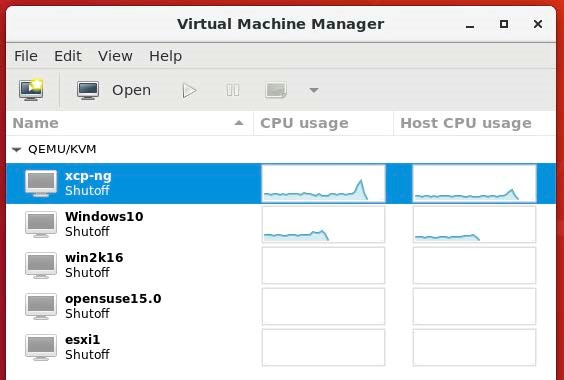 Virtual Machine Manager
File Edit View Help
Open
Name CPU usage Host CPU usage
QEMU/KVM
xcp-ng
Shutoff
Windows10
Shutoff
win2k16
Shutoff
opensuse15.0
Shutoff
esxi1
Shutoff